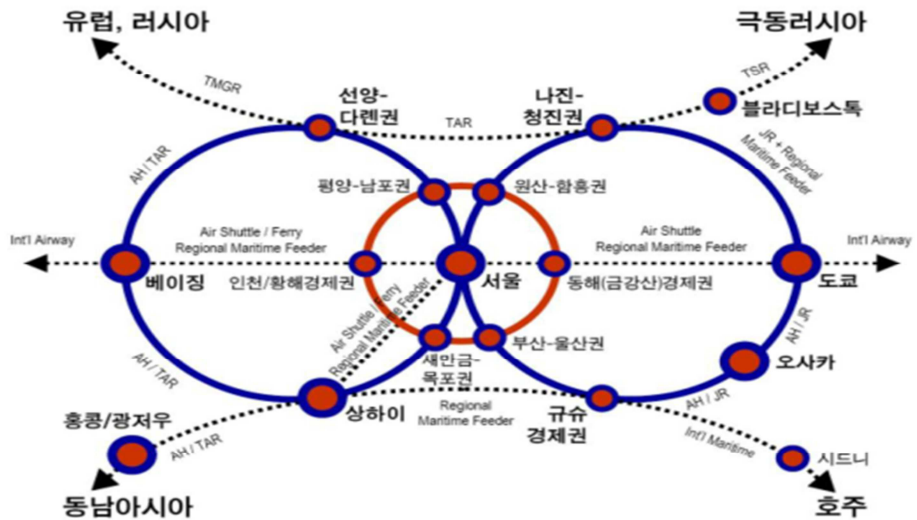 유럽, 러시아
극동러시아
TMGR
TSR
선양-
다롄권
나진-
청진권
블라디보스톡
TAR
AH / TAR
JR + Regional
Maritime Feeder
평양-남포권
원산-함흥권
Int'l Airway
Air Shuttle / Ferry
Regional Maritime Feeder
Air Shuttle
Regional Maritime Feeder
Int'l Airway
베이징
인천/황해경제권
서울
동해(금강산)경제권
도쿄
Air Shuttle / Ferry
Regional Maritime Feeder
AH / JR
부산-울산권
새만금-
목포권
오사카
AH / TAR
상하이
Regional
Maritime Feeder
규슈
경제권
AH / JR
홍콩/광저우
AH / TAR
Int'l Maritime
시드니
동남아시아
호주